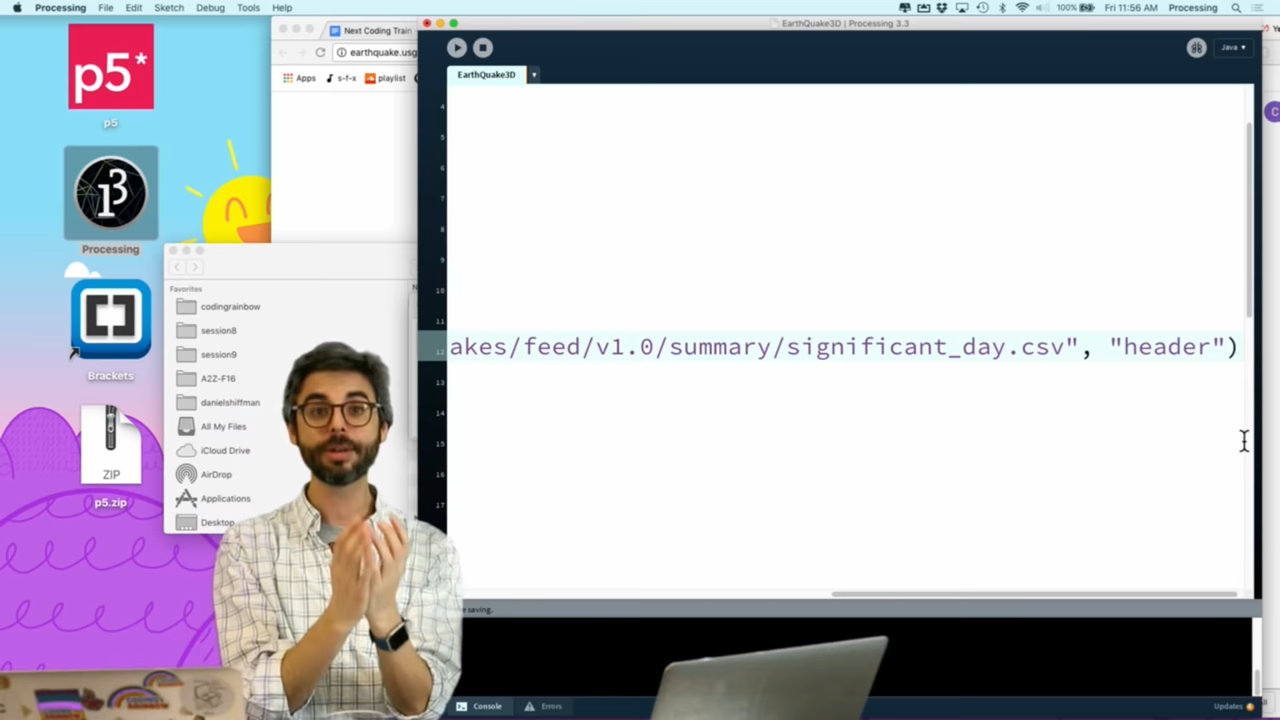 Processing File Edit Sketch Debug Tools Help
100% Fri 11:56 AM Processing
EarthQuake3D | Processing 3.3
Next Coding Train
earthquake.usg
Apps s-f-x playlist
Java
EarthQuake3D
p5*
p5
Processing
Brackets
ZIP
p5.zip
Favorites
codingrainbow
session8
session9
A2Z-F16
danielshiffman
All My Files
iCloud Drive
AirDrop
Applications
Desktop
4
5
6
7
8
9
10
11
12 akes/feed/v1.0/summary/significant_day.csv", "header")
13
14
15
16
17
e saving.
Console Errors
Updates